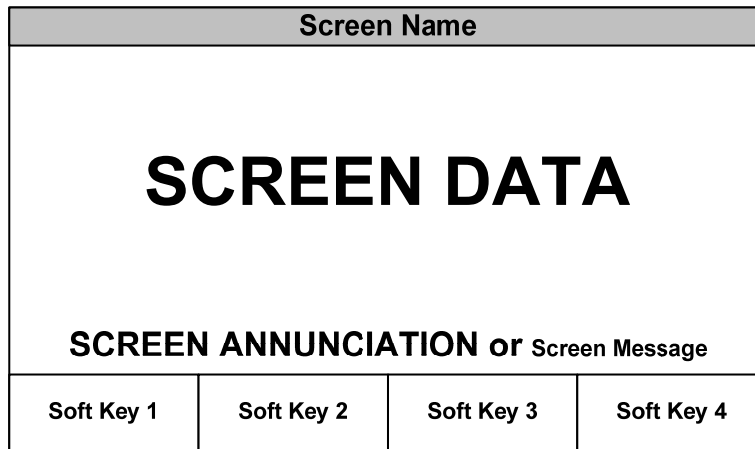 Screen Name
SCREEN DATA
SCREEN ANNUNCIATION or Screen Message
Soft Key 1 Soft Key 2 Soft Key 3 Soft Key 4